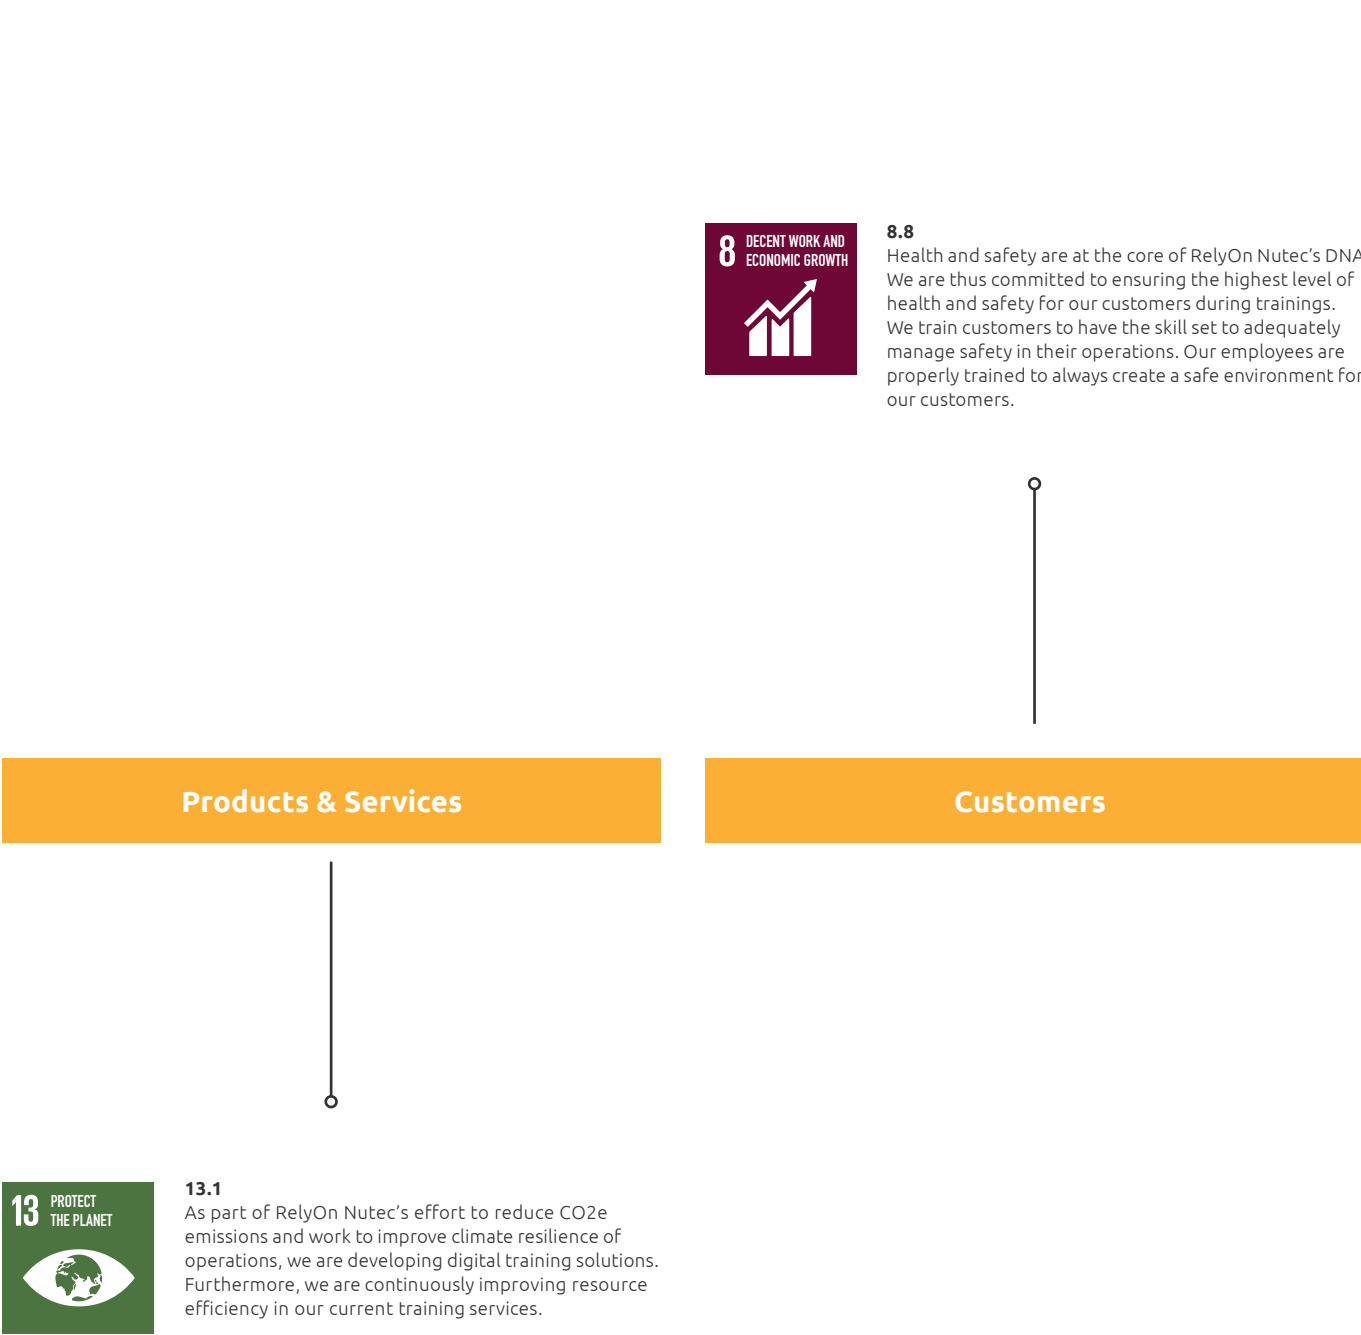 8 DECENT WORK AND
ECONOMIC GROWTH
8.8
Health and safety are at the core of RelyOn Nutec’s DNA
We are thus committed to ensuring the highest level of
health and safety for our customers during trainings.
We train customers to have the skill set to adequately
manage safety in their operations. Our employees are
properly trained to always create a safe environment for
our customers.
Products & Services
Customers
13 PROTECT
THE PLANET
13.1
As part of RelyOn Nutec’s effort to reduce CO2e
emissions and work to improve climate resilience of
operations, we are developing digital training solutions.
Furthermore, we are continuously improving resource
efficiency in our current training services.